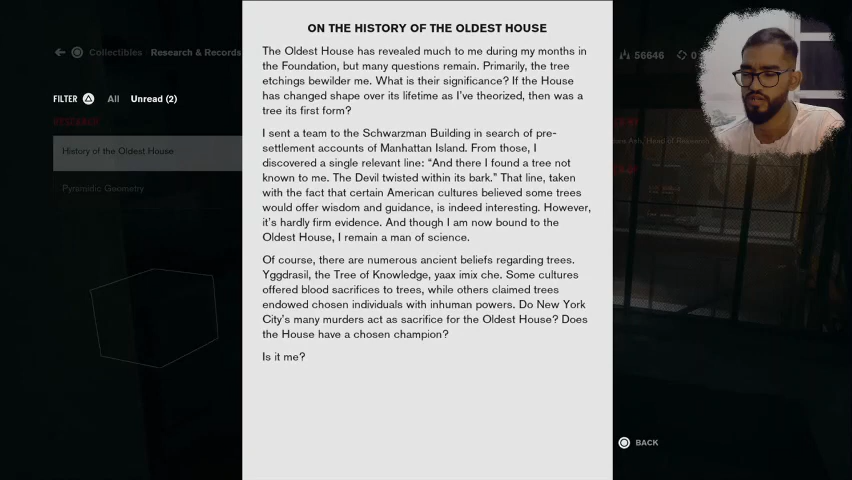 ON THE HISTORY OF THE OLDEST HOUSE
The Oldest House has revealed much to me during my months in
the Foundation, but many questions remain. Primarily, the tree
etchings bewilder me. What is their significance? If the House
has changed shape over its lifetime as I've theorized, then was a
tree its first form?
I sent a team to the Schwarzman Building in search of pre-
settlement accounts of Manhattan Island. From those, I
discovered a single relevant line: “And there I found a tree not
known to me. The Devil twisted within its bark.” That line, taken
with the fact that certain American cultures believed some trees
would offer wisdom and guidance, is indeed interesting. However,
it's hardly firm evidence. And though I am now bound to the
Oldest House, I remain a man of science.
Of course, there are numerous ancient beliefs regarding trees.
Yggdrasil, the Tree of Knowledge, yaax imix che. Some cultures
offered blood sacrifices to trees, while others claimed trees
endowed chosen individuals with inhuman powers. Do New York
City's many murders act as sacrifice for the Oldest House? Does
the House have a chosen champion?
Is it me?
Collectibles Research & Records
FILTER All Unread (2)
RESEARCH
History of the Oldest House
Pyramidic Geometry
56646
Ash, Head of Research
BACK